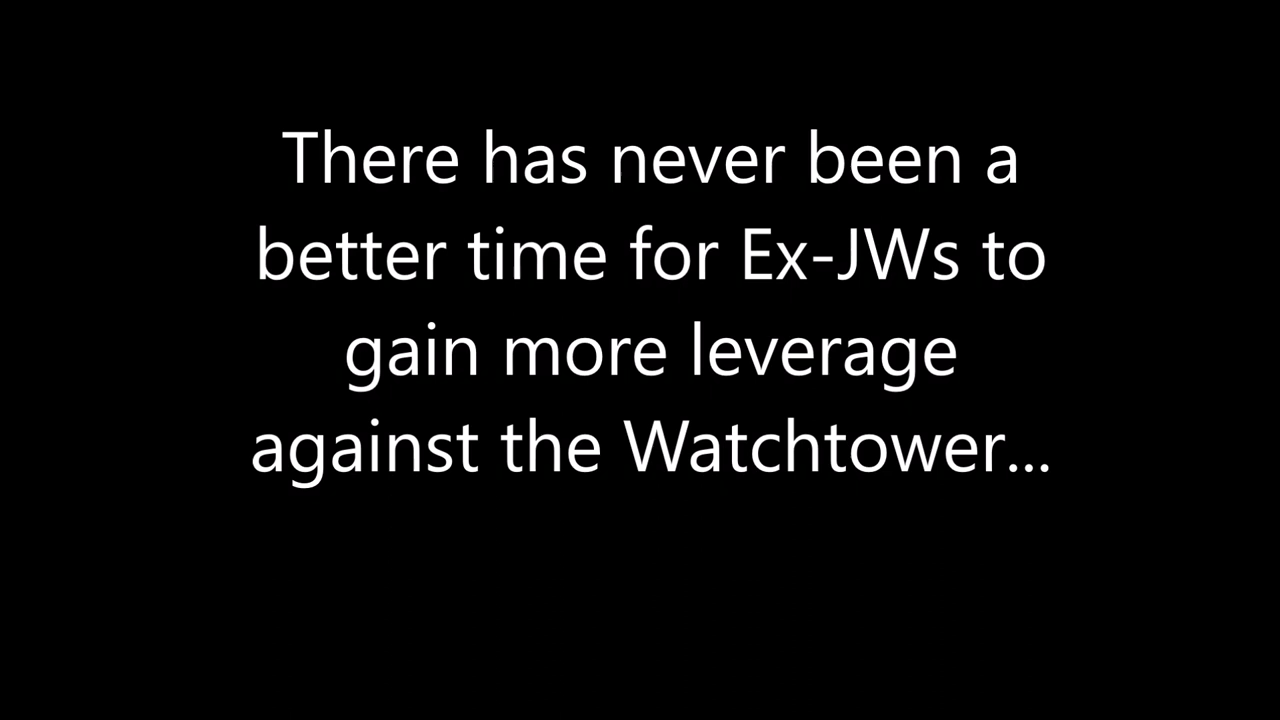 There has never been a
better time for Ex-JWs to
gain more leverage
against the Watchtower...